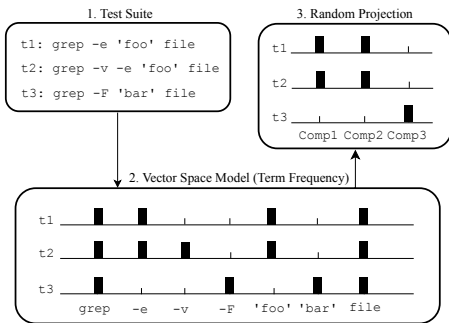 1. Test Suite
t1: grep -e 'foo' file
t2: grep -v -e 'foo' file
t3: grep -F 'bar' file
3. Random Projection
t1
t2
t3
Comp1 Comp2 Comp3
2. Vector Space Model (Term Frequency)
t1
t2
t3
grep -e -v -F 'foo' 'bar' file